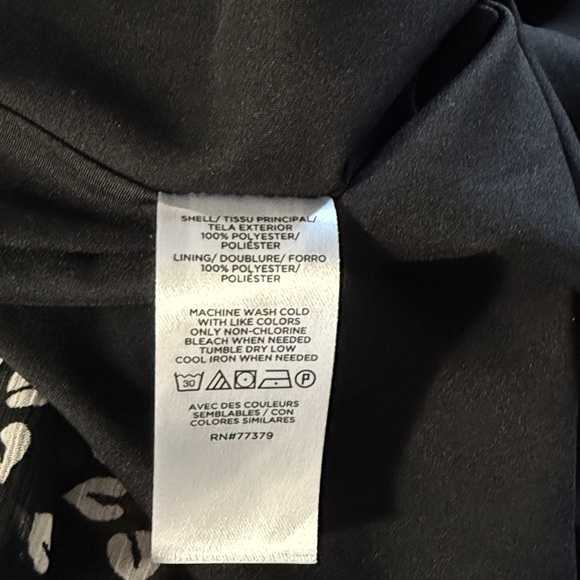 SHELL/ TISSU PRINCIPAL/
TELA EXTERIOR
100% POLYESTER/
POLIÉSTER
LINING/ DOUBLURE/ FORRO
100% POLYESTER/
POLIÉSTER
MACHINE WASH COLD
WITH LIKE COLORS
ONLY NON-CHLORINE
BLEACH WHEN NEEDED
TUMBLE DRY LOW
COOL IRON WHEN NEEDED
30 P
AVEC DES COULEURS
SEMBLABLES / CON
COLORES SIMILARES
RN#77379